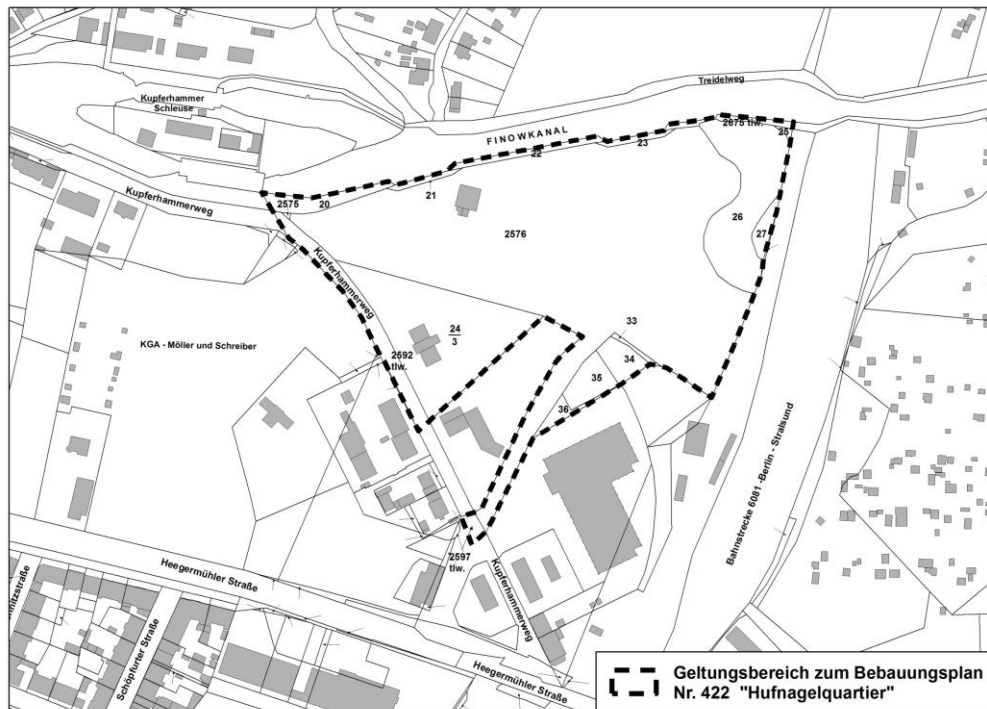 Treidelweg
Kupferhammer
Schleuse
FINOWKANAL
2675 tlw.
25
23
22
21
20
2575
Kupferhammerweg
26
27
2576
Kupferhammerweg
33
34
35
36
24
3
2592
tlw.
KGA - Möller und Schreiber
Bahnstrecke 6081 -Berlin - Stralsund
2597
tlw.
Kupferhammerweg
Heegermühler Straße
Schöpfurter Straße
Heegermühler Straße
Geltungsbereich zum Bebauungsplan
Nr. 422 "Hufnagelquartier"